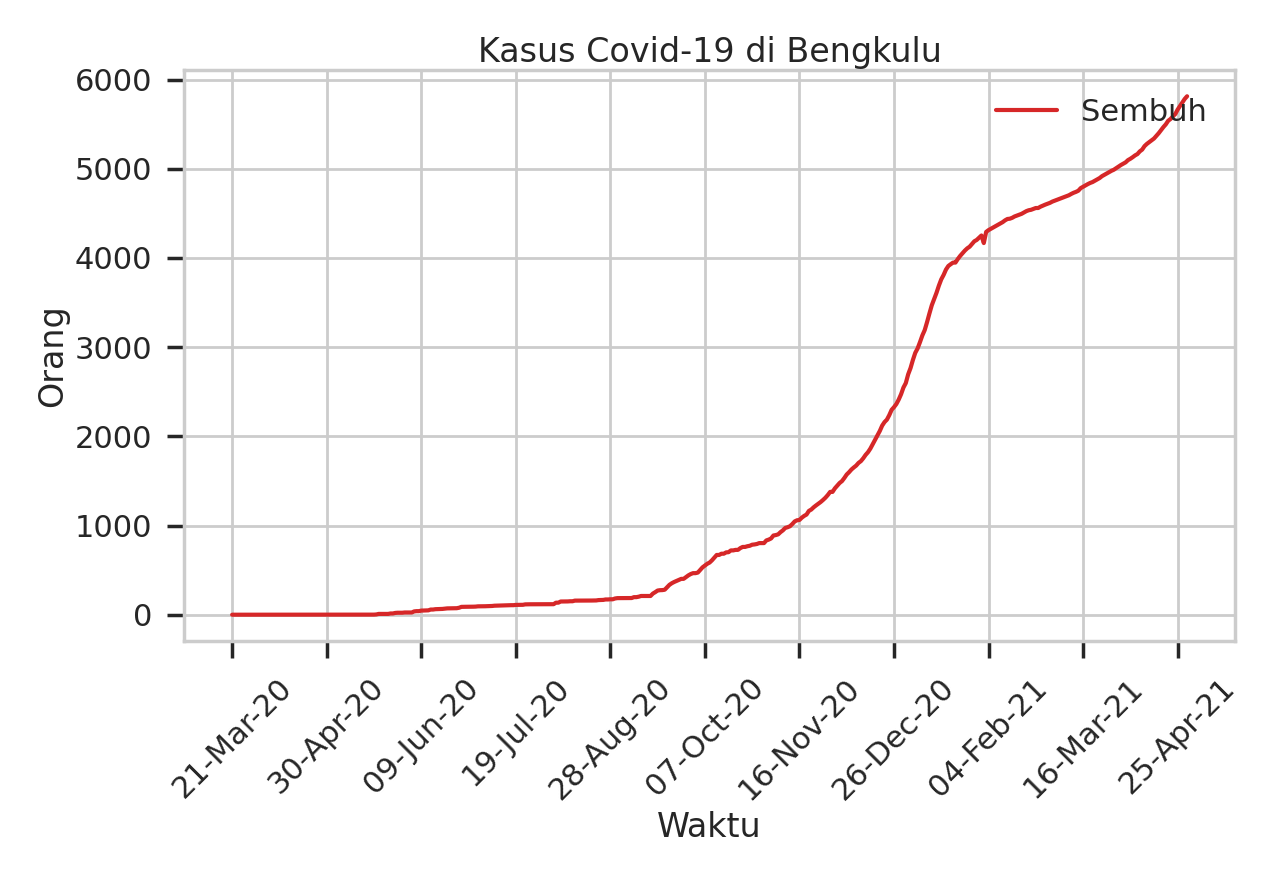 Kasus Covid-19 di Bengkulu
Sembuh
Orang
6000
5000
4000
3000
2000
1000
0
21-Mar-20
30-Apr-20
09-Jun-20
19-Jul-20
28-Aug-20
07-Oct-20
16-Nov-20
26-Dec-20
04-Feb-21
16-Mar-21
25-Apr-21
Waktu